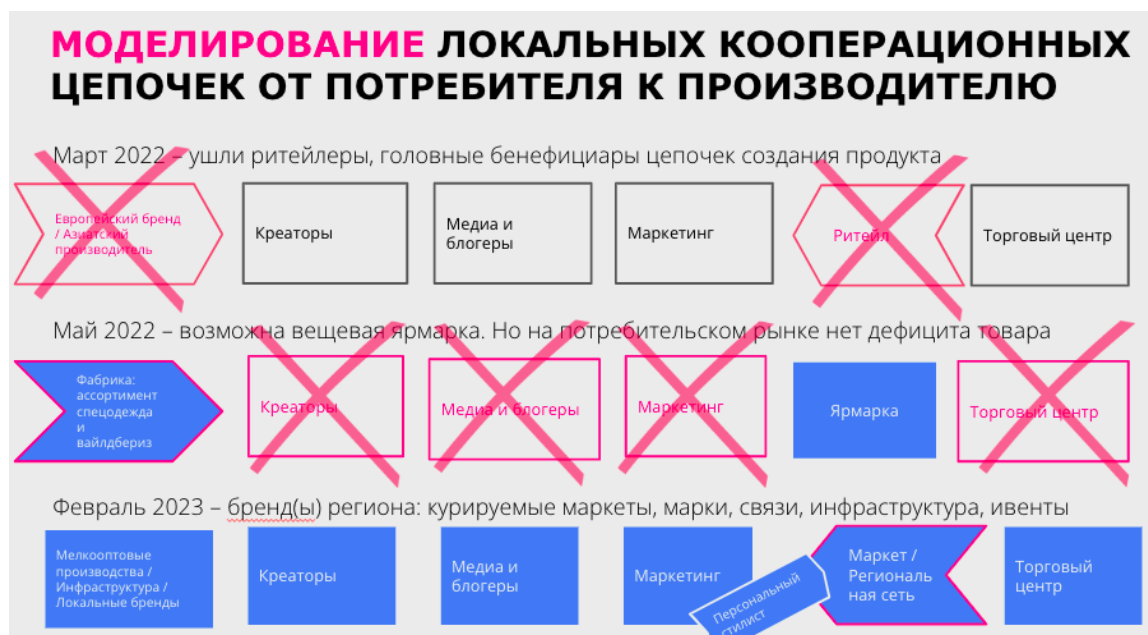 МОДЕЛИРОВАНИЕ ЛОКАЛЬНЫХ КООПЕРАЦИОННЫХ
ЦЕПОЧЕК ОТ ПОТРЕБИТЕЛЯ К ПРОИЗВОДИТЕЛЮ
Март 2022 – ушли ритейлеры, головные бенефициары цепочек создания продукта
Европейский бренд
/ Азиатский
производитель
Креаторы
Медиа и
блогеры
Маркетинг
Ритейл
Торговый центр
Май 2022 – возможна вещевая ярмарка. Но на потребительском рынке нет дефицита товара
Фабрика:
ассортимент
спецодежда
и
вайлдбериз
Креаторы
Медиа и блогеры
Маркетинг
Ярмарка
Торговый центр
Февраль 2023 – бренд(ы) региона: курируемые маркеты, марки, связи, инфраструктура, ивенты
Мелкооптовые
производства /
Инфраструктура /
Локальные бренды
Креаторы
Медиа и
блогеры
Маркетинг
Персональный
стилист
Маркет /
Региональ
ная сеть
Торговый
центр